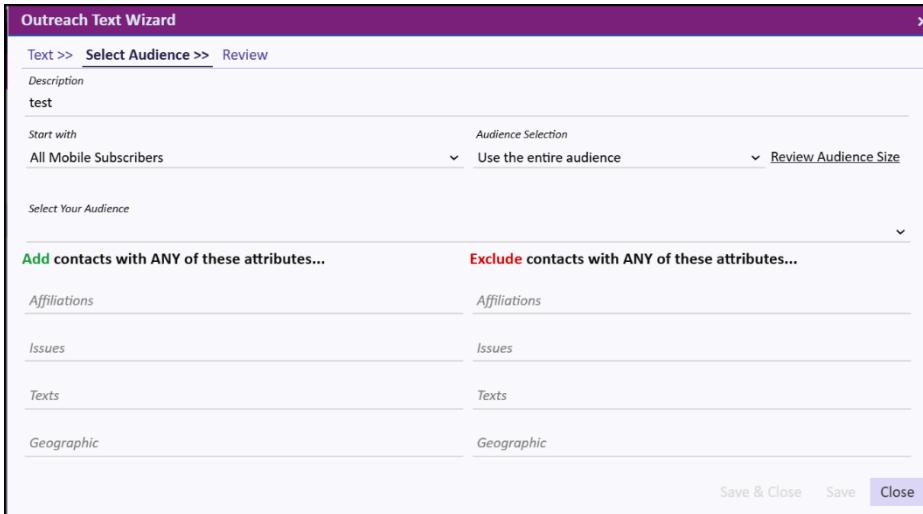 Outreach Text Wizard
Text >> Select Audience >> Review
Description
test
Start with
Audience Selection
All Mobile Subscribers
Use the entire audience
Review Audience Size
Select Your Audience
Add contacts with ANY of these attributes...
Exclude contacts with ANY of these attributes...
Affiliations
Affiliations
Issues
Issues
Texts
Texts
Geographic
Geographic
Save & Close
Save
Close